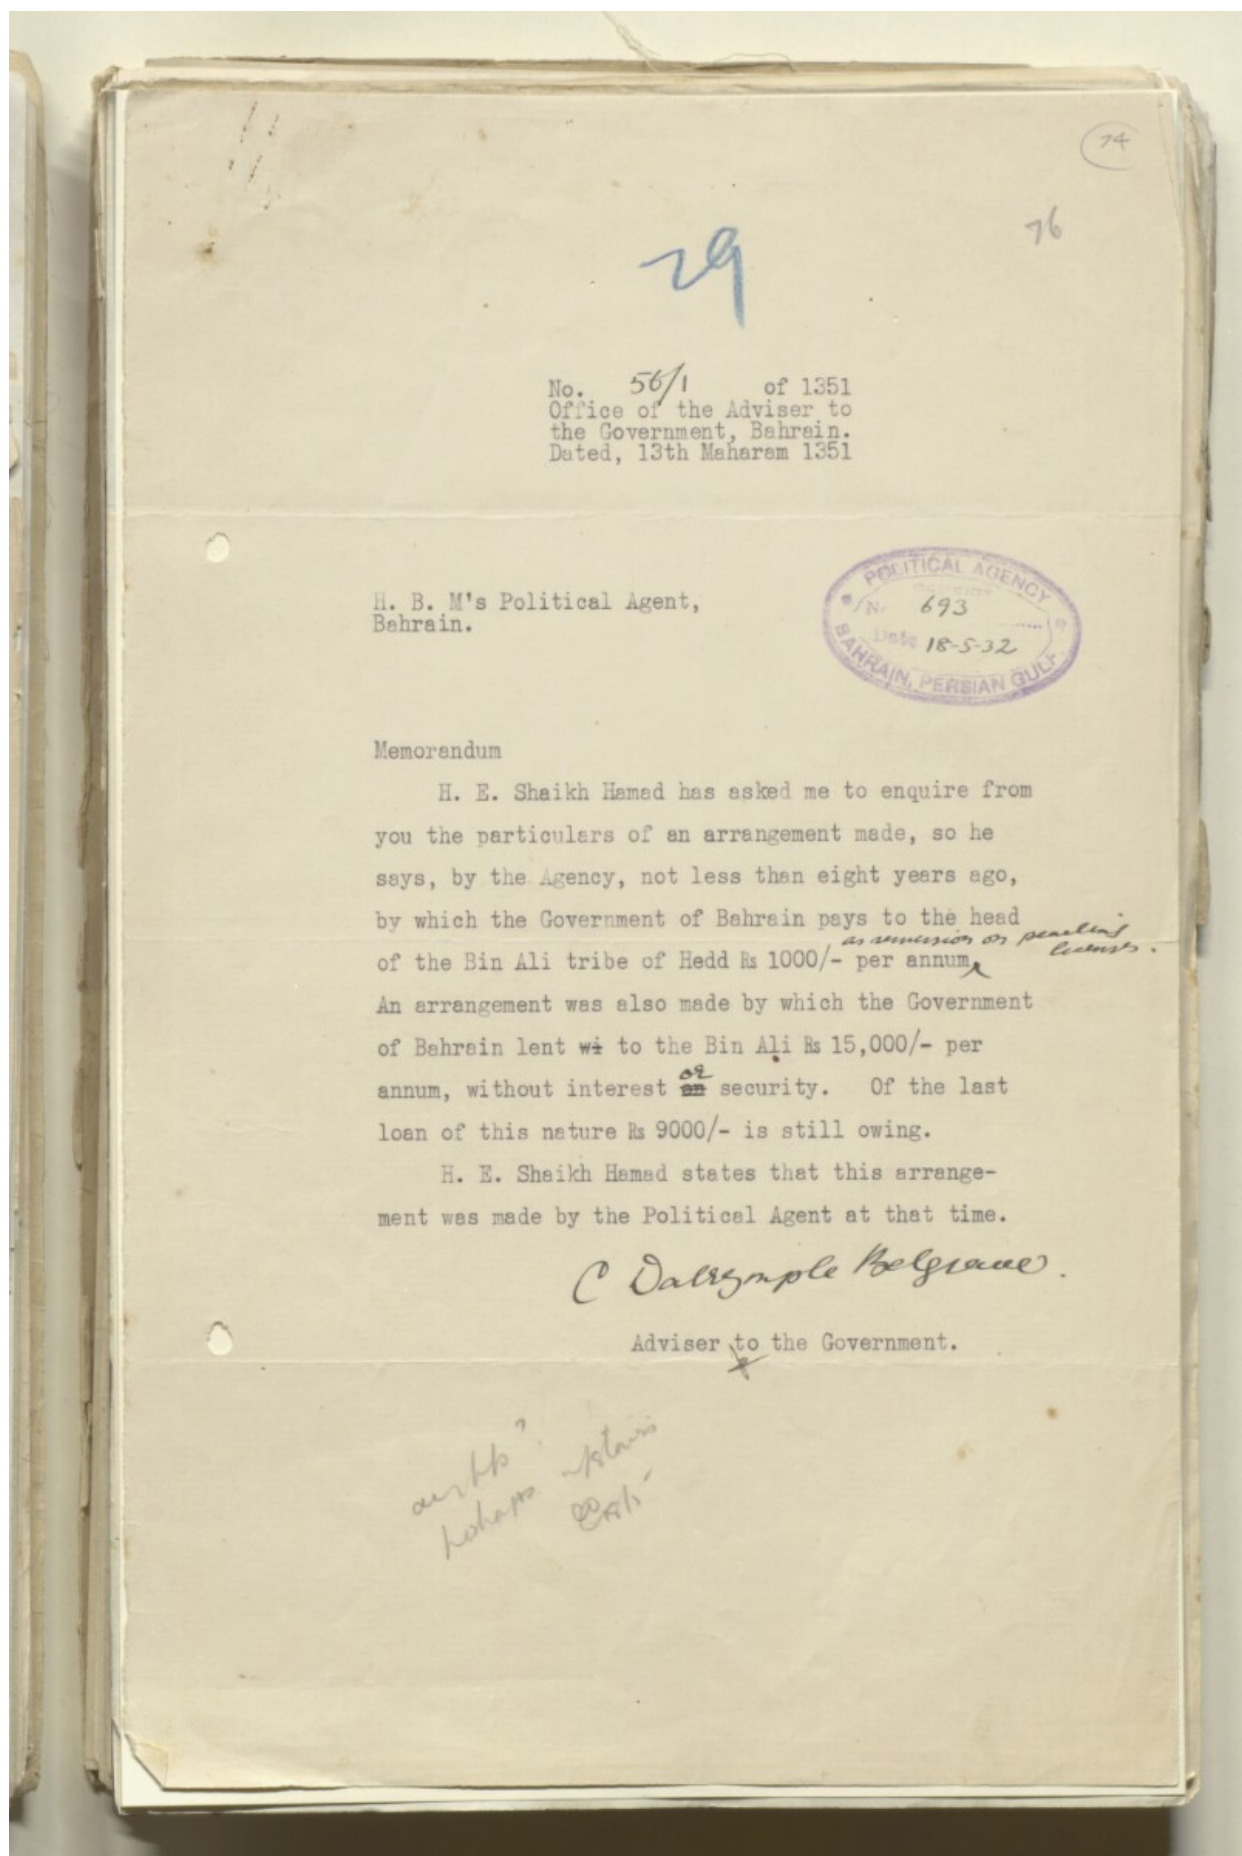 74
76
29
No. 56/1 of 1351
Office of the Adviser to
the Government, Bahrain.
Dated, 13th Maharam 1351
POLITICAL AGENCY
No. 693
Date 18-5-32
BAHRAIN, PERSIAN GULF
H. B. M's Political Agent,
Bahrain.
Memorandum
H. E. Shaikh Hamad has asked me to enquire from
you the particulars of an arrangement made, so he
says, by the Agency, not less than eight years ago,
by which the Government of Bahrain pays to the head
as remission on pearling
licenses.
of the Bin Ali tribe of Hedd Rs 1000/- per annum
An arrangement was also made by which the Government
of Bahrain lent wi to the Bin Ali Rs 15,000/- per
or
annum, without interest an security. Of the last
loan of this nature Rs 9000/- is still owing.
H. E. Shaikh Hamad states that this arrange-
ment was made by the Political Agent at that time.
C Dalrymple Belgrave.
Adviser to the Government.
perhaps upstairs